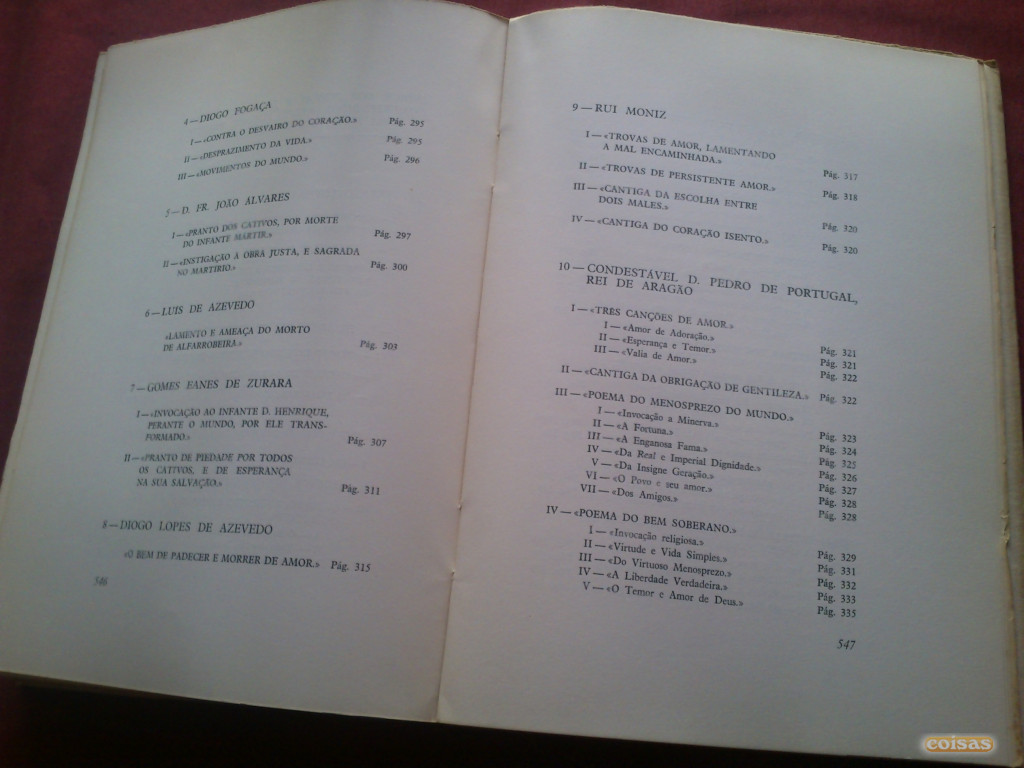 4 — DIOGO FOGAÇA
I — «CONTRA O DESVAIRO DO CORAÇÃO.» Pág. 295
II — «DESPRAZIMENTO DA VIDA.» Pág. 295
III — «MOVIMENTOS DO MUNDO.» Pág. 296
5 — D. FR. JOÃO ÁLVARES
I — «PRANTO DOS CATIVOS, POR MORTE
DO INFANTE MÁRTIR.» Pág. 297
II — «INSTIGAÇÃO A OBRA JUSTA, E SAGRADA
NO MARTÍRIO.» Pág. 300
6 — LUIS DE AZEVEDO
«LAMENTO E AMEAÇA DO MORTO
DE ALFARROBEIRA.» Pág. 303
7 — GOMES EANES DE ZURARA
I — «INVOCAÇÃO AO INFANTE D. HENRIQUE,
PERANTE O MUNDO, POR ELE TRANS-
FORMADO.» Pág. 307
II — «PRANTO DE PIEDADE POR TODOS
OS CATIVOS, E DE ESPERANÇA
NA SUA SALVAÇÃO.» Pág. 311
8 — DIOGO LOPES DE AZEVEDO
«O BEM DE PADECER E MORRER DE AMOR.» Pág. 315
546
9 — RUI MONIZ
I — «TROVAS DE AMOR, LAMENTANDO
A MAL ENCAMINHADA.» Pág. 317
II — «TROVAS DE PERSISTENTE AMOR.» Pág. 318
III — «CANTIGA DA ESCOLHA ENTRE
DOIS MALES.» Pág. 320
IV — «CANTIGA DO CORAÇÃO ISENTO.» Pág. 320
10 — CONDESTÁVEL D. PEDRO DE PORTUGAL,
REI DE ARAGÃO
I — «TRES CANÇÕES DE AMOR.»
I — «Amor de Adoração.» Pág. 321
II — «Esperança e Temor.» Pág. 321
III — «Valia de Amor.» Pág. 322
II — «CANTIGA DA OBRIGAÇÃO DE GENTILEZA.» Pág. 322
III — «POEMA DO MENOSPREZO DO MUNDO.»
I — «Invocação a Minerva.» Pág. 323
II — «A Fortuna.» Pág. 324
III — «A Enganosa Fama.» Pág. 325
IV — «Da Real e Imperial Dignidade.» Pág. 326
V — «Da Insigne Geração.» Pág. 327
VI — «O Povo e seu amor.» Pág. 328
VII — «Dos Amigos.» Pág. 328
IV — «POEMA DO BEM SOBERANO.»
I — «Invocação religiosa.» Pág. 329
II — «Virtude e Vida Simples.» Pág. 331
III — «Do Virtuoso Menosprezo.» Pág. 332
IV — «A Liberdade Verdadeira.» Pág. 333
V — «O Temor e Amor de Deus.» Pág. 335
547
coisas